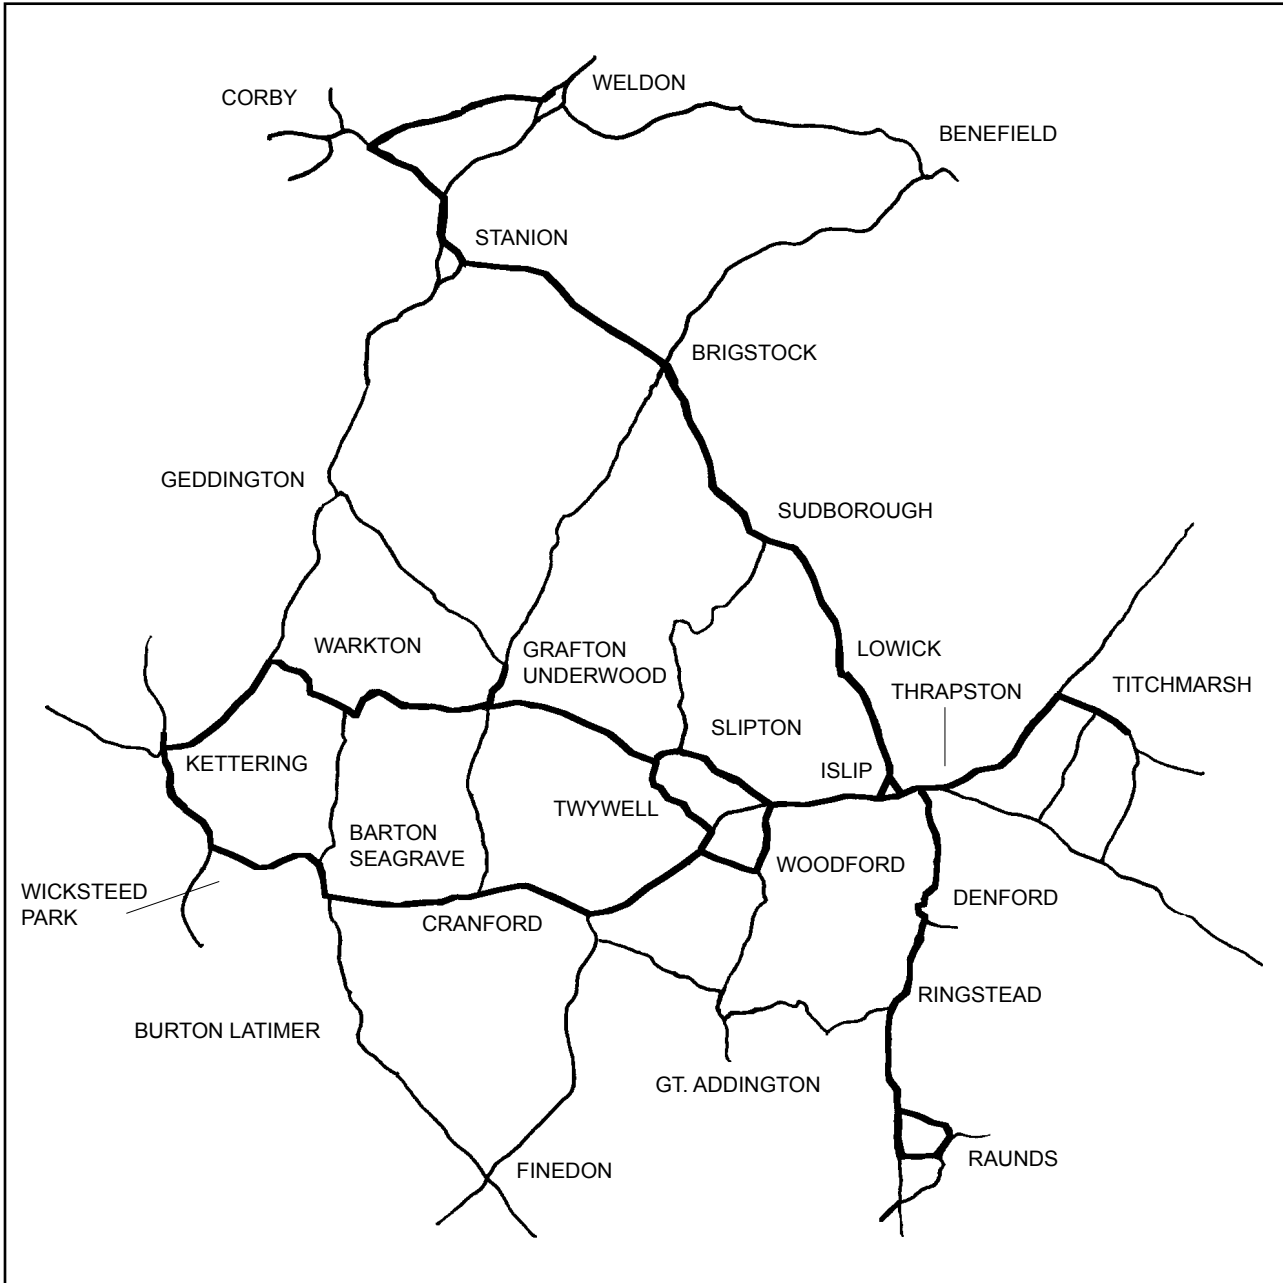 WELDON
CORBY
BENEFIELD
STANION
BRIGSTOCK
GEDDINGTON
SUDBOROUGH
WARKTON
GRAFTON
UNDERWOOD
LOWICK
THRAPSTON
TITCHMARSH
SLIPTON
KETTERING
ISLIP
TWYWELL
BARTON
SEAGRAVE
WOODFORD
WICKSTEED
PARK
CRANFORD
DENFORD
RINGSTEAD
BURTON LATIMER
GT. ADDINGTON
FINEDON
RAUNDS